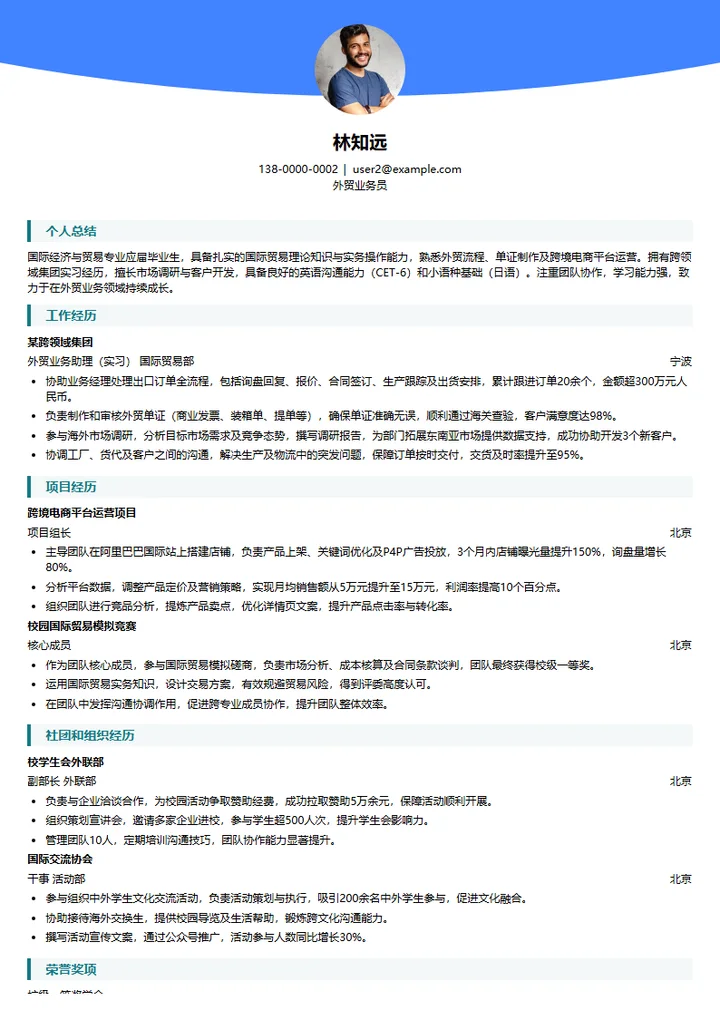 林知远
138-0000-0002 | user2@example.com
外贸业务员
个人总结
国际经济与贸易专业应届毕业生，具备扎实的国际贸易理论知识与实务操作能力，熟悉外贸流程、单证制作及跨境电商平台运营。拥有跨领
域集团实习经历，擅长市场调研与客户开发，具备良好的英语沟通能力（CET-6）和小语种基础（日语）。注重团队协作，学习能力强，致
力于在外贸业务领域持续成长。
工作经历
某跨领域集团
外贸业务助理（实习） 国际贸易部 宁波
• 协助业务经理处理出口订单全流程，包括询盘回复、报价、合同签订、生产跟踪及出货安排，累计跟进订单20余个，金额超300万元人
民币。
• 负责制作和审核外贸单证（商业发票、装箱单、提单等），确保单证准确无误，顺利通过海关查验，客户满意度达98%。
• 参与海外市场调研，分析目标市场需求及竞争态势，撰写调研报告，为部门拓展东南亚市场提供数据支持，成功协助开发3个新客户。
• 协调工厂、货代及客户之间的沟通，解决生产及物流中的突发问题，保障订单按时交付，交货及时率提升至95%。
项目经历
跨境电商平台运营项目
项目组长 北京
• 主导团队在阿里巴巴国际站上搭建店铺，负责产品上架、关键词优化及P4P广告投放，3个月内店铺曝光量提升150%，询盘量增长
80%。
• 分析平台数据，调整产品定价及营销策略，实现月均销售额从5万元提升至15万元，利润率提高10个百分点。
• 组织团队进行竞品分析，提炼产品卖点，优化详情页文案，提升产品点击率与转化率。
校园国际贸易模拟竞赛
核心成员 北京
• 作为团队核心成员，参与国际贸易模拟磋商，负责市场分析、成本核算及合同条款谈判，团队最终获得校级一等奖。
• 运用国际贸易实务知识，设计交易方案，有效规避贸易风险，得到评委高度认可。
• 在团队中发挥沟通协调作用，促进跨专业成员协作，提升团队整体效率。
社团和组织经历
校学生会外联部
副部长 外联部 北京
• 负责与企业洽谈合作，为校园活动争取赞助经费，成功拉取赞助5万余元，保障活动顺利开展。
• 组织策划宣讲会，邀请多家企业进校，参与学生超500人次，提升学生会影响力。
• 管理团队10人，定期培训沟通技巧，团队协作能力显著提升。
国际交流协会
干事 活动部 北京
• 参与组织中外学生文化交流活动，负责活动策划与执行，吸引200余名中外学生参与，促进文化融合。
• 协助接待海外交换生，提供校园导览及生活帮助，锻炼跨文化沟通能力。
• 撰写活动宣传文案，通过公众号推广，活动参与人数同比增长30%。
荣誉奖项